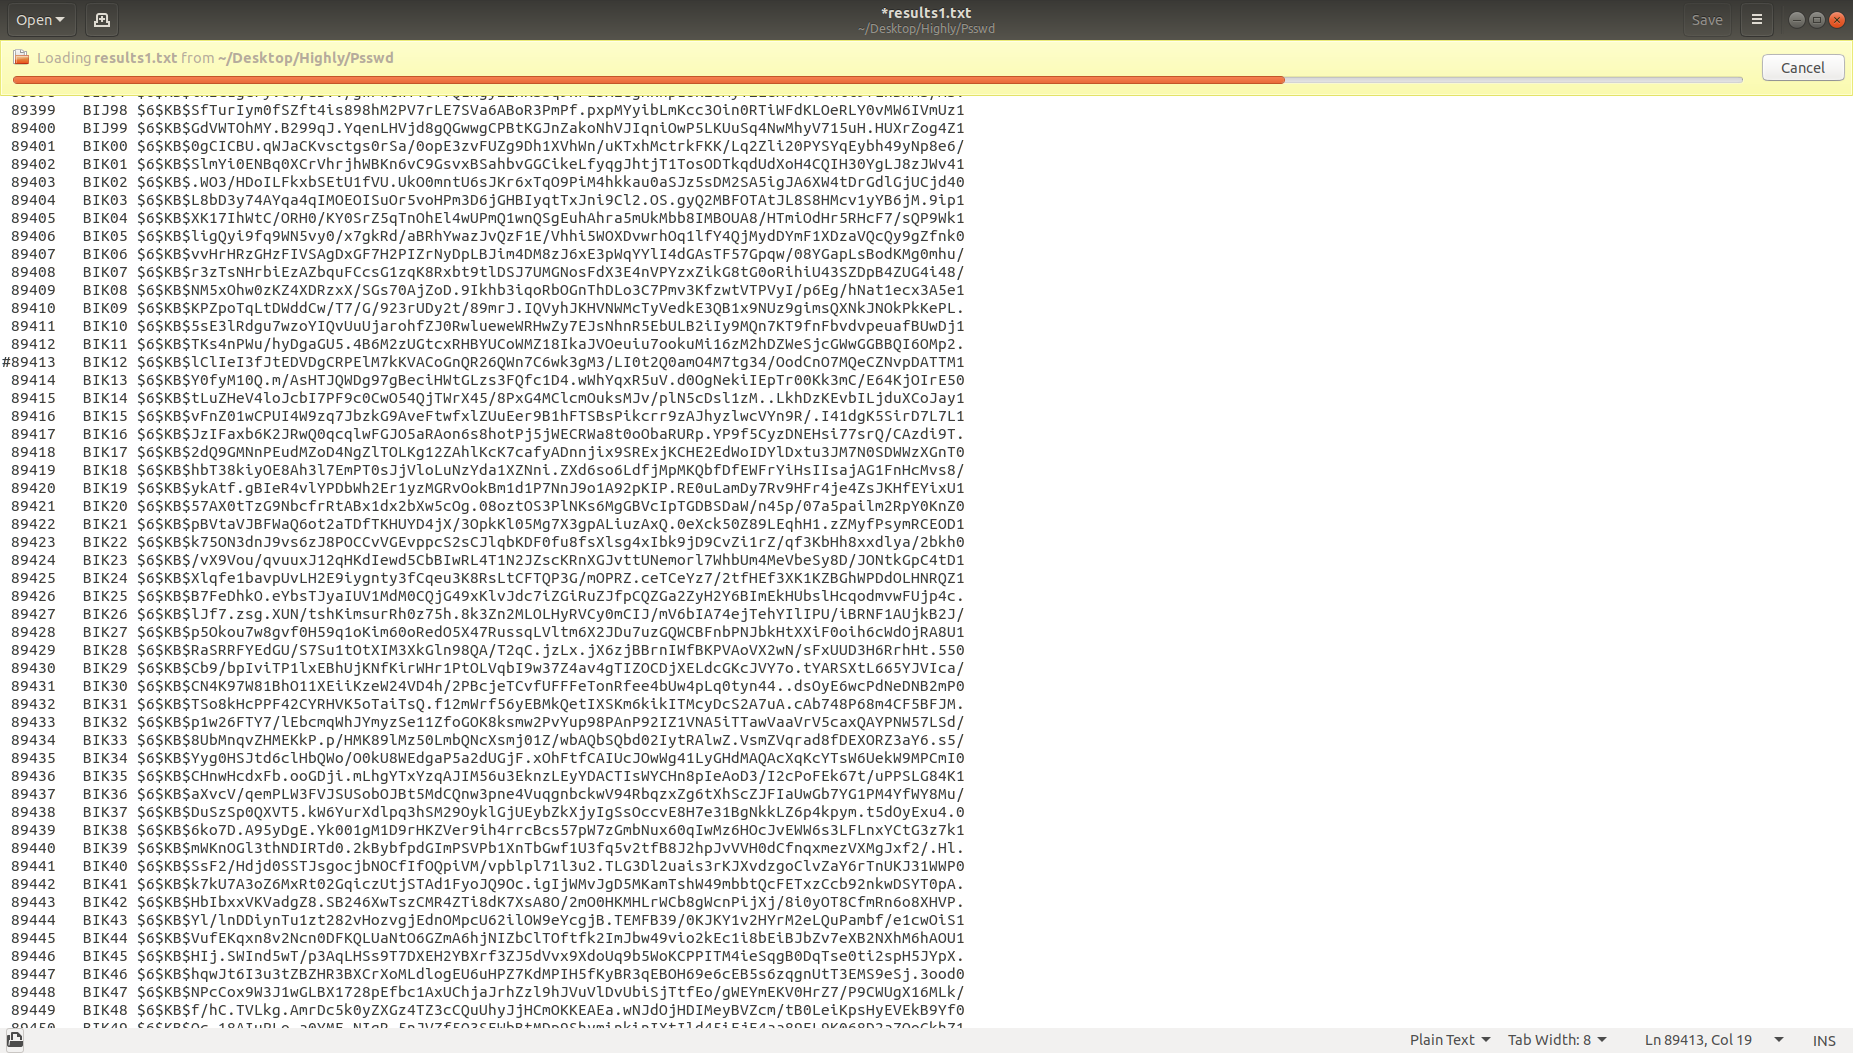 Open
*results1.txt
~/Desktop/Highly/Psswd
Save
Loading results1.txt from ~/Desktop/Highly/Psswd
Cancel
89399 BIJ98 $6$KB$SfTurIym0fSZft4is898hM2PV7rLE7SVa6ABoR3PmPf.pxpMYyibLmKcc3Oin0RTiWFdKLOeRLY0vMW6IVmUz1
89400 BIJ99 $6$KB$GdVWTOhMY.B299qJ.YqenLHVjd8gQGwwgCPBtKGJnZakoNhVJIqniOwP5LKUuSq4NwMhyV715uH.HUXrZog4Z1
89401 BIK00 $6$KB$0gCICBU.qWJaCKvsctgs0rSa/0opE3zvFUZg9Dh1XVhWn/uKTxhMctrkFKK/Lq2Zli20PYSYqEybh49yNp8e6/
89402 BIK01 $6$KB$SlmYi0ENBq0XCrVhrjhWBKn6vC9GsvxBSahbvGGCikeLfyqgJhtjT1TosODTkqdUdXoH4CQIH30YgLJ8zJWv41
89403 BIK02 $6$KB$.WO3/HDoILFkxbSEtU1fVU.UkO0mntU6sJKr6xTqO9PiM4hkkau0aSJz5sDM2SA5igJA6XW4tDrGdlGjUCjd40
89404 BIK03 $6$KB$L8bD3y74AYqa4qIMOEOISuOr5voHPm3D6jGHBIyqtTxJni9Cl2.OS.gyQ2MBFOTAtJL8S8HMcv1yYB6jM.9ip1
89405 BIK04 $6$KB$XK17IhWtC/ORH0/KY0SrZ5qTnOhEl4wUPmQ1wnQSgEuhAhra5mUkMbb8IMBOUA8/HTmiOdHr5RHcF7/sQP9Wk1
89406 BIK05 $6$KB$ligQyi9fq9WN5vy0/x7gkRd/aBRhYwazJvQzF1E/Vhhi5WOXDvwrhOq1lfY4QjMydDYmF1XDzaVQcQy9gZfnk0
89407 BIK06 $6$KB$vvHrHRzGHzFIVSAgDxGF7H2PIZrNyDpLBJim4DM8zJ6xE3pWqYYlI4dGAsTF57Gpqw/08YGapLsBodKMg0mhu/
89408 BIK07 $6$KB$r3zTsNHrbiEzAZbquFCcsG1zqK8Rxbt9tlDSJ7UMGNosFdX3E4nVPYzxZikG8tG0oRihiU43SZDpB4ZUG4i48/
89409 BIK08 $6$KB$NM5xOhw0zKZ4XDRzxX/SGs70AjZoD.9Ikhb3iqoRbOGnThDLo3C7Pmv3KfzwtVTPVyI/p6Eg/hNat1ecx3A5e1
89410 BIK09 $6$KB$KPZpoTqLtDWddCw/T7/G/923rUDy2t/89mrJ.IQVyhJKHVNWMcTyVedkE3QB1x9NUz9gimsQXNkJNOkPkKePL.
89411 BIK10 $6$KB$5sE3lRdgu7wzoYIQvUuUjarohfZJ0RwlueweWRHwZy7EJsNhnR5EbULB2iIy9MQn7KT9fnFbvdvpeuafBUwDj1
89412 BIK11 $6$KB$TKs4nPWu/hyDgaGU5.4B6M2zUGtcxRHBYUCoWMZ18IkaJVOeuiu7ookuMi16zM2hDZWeSjcGWwGGBBQI6OMp2.
#89413 BIK12 $6$KB$lClIeI3fJtEDVDgCRPElM7kKVACoGnQR26QWn7C6wk3gM3/LI0t2Q0amO4M7tg34/OodCnO7MQeCZNvpDATTM1
89414 BIK13 $6$KB$Y0fyM10Q.m/AsHTJQWDg97gBeciHWtGLzs3FQfc1D4.wWhYqxR5uV.d0OgNekiIEpTr00Kk3mC/E64KjOIrE50
89415 BIK14 $6$KB$tLuZHeV4loJcbI7PF9c0CwO54QjTWrX45/8PxG4MClcmOuksMJv/plN5cDsl1zM..LkhDzKEvbILjduXCoJay1
89416 BIK15 $6$KB$vFnZ01wCPUI4W9zq7JbzkG9AveFtwfxlZUuEer9B1hFTSBsPikcrr9zAJhyzlwcVYn9R/.I41dgK5SirD7L7L1
89417 BIK16 $6$KB$JzIFaxb6K2JRwQ0qcqlwFGJO5aRAon6s8hotPj5jWECRWa8t0oObaRURp.YP9f5CyzDNEHsi77srQ/CAzdi9T.
89418 BIK17 $6$KB$2dQ9GMNnPEudMZoD4NgZlTOLKg12ZAhlKcK7cafyADnnjix9SRExjKCHE2EdWoIDYlDxtu3JM7N0SDWWzXGnT0
89419 BIK18 $6$KB$hbT38kiyOE8Ah3l7EmPT0sJjVloLuNzYda1XZNni.ZXd6so6LdfjMpMKQbfDfEWFrYiHsIIsajAG1FnHcMvs8/
89420 BIK19 $6$KB$ykAtf.gBIeR4vlYPDbWh2Er1yzMGRvOokBm1d1P7NnJ9o1A92pKIP.RE0uLamDy7Rv9HFr4je4ZsJKHfEYixU1
89421 BIK20 $6$KB$57AX0tTzG9NbcfrRtABx1dx2bXw5cOg.08oztOS3PlNKs6MgGBVcIpTGDBSDaW/n45p/07a5pailm2RpY0KnZ0
89422 BIK21 $6$KB$pBVtaVJBFWaQ6ot2aTDfTKHUYD4jX/3OpkKl05Mg7X3gpALiuzAxQ.0eXck50Z89LEqhH1.zZMyfPsymRCEOD1
89423 BIK22 $6$KB$k75ON3dnJ9vs6zJ8POCCvVGEvppcS2sCJlqbKDF0fu8fsXlsg4xIbk9jD9CvZi1rZ/qf3KbHh8xxdlya/2bkh0
89424 BIK23 $6$KB$/vX9Vou/qvuuxJ12qHKdIewd5CbBIwRL4T1N2JZscKRnXGJvttUNemorl7WhbUm4MeVbeSy8D/JONtkGpC4tD1
89425 BIK24 $6$KB$Xlqfe1bavpUvLH2E9iygnty3fCqeu3K8RsLtCFTQP3G/mOPRZ.ceTCeYz7/2tfHEf3XK1KZBGhWPDdOLHNRQZ1
89426 BIK25 $6$KB$B7FeDhkO.eYbsTJyaIUV1MdM0CQjG49xKlvJdc7iZGiRuZJfpCQZGa2ZyH2Y6BImEkHUbslHcqodmvwFUjp4c.
89427 BIK26 $6$KB$lJf7.zsg.XUN/tshKimsurRh0z75h.8k3Zn2MLOLHyRVCy0mCIJ/mV6bIA74ejTehYIlIPU/iBRNF1AUjkB2J/
89428 BIK27 $6$KB$p5Okou7w8gvf0H59q1oKim60oRedO5X47RussqLVltm6X2JDu7uzGQWCBFnbPNJbkHtXXiF0oih6cWdOjRA8U1
89429 BIK28 $6$KB$RaSRRFYEdGU/S7Su1tOtXIM3XkGln98QA/T2qC.jzLx.jX6zjBBrnIWfBKPVAoVX2wN/sFxUUD3H6RrhHt.550
89430 BIK29 $6$KB$Cb9/bpIviTP1lxEBhUjKNfKirWHr1PtOLVqbI9w37Z4av4gTIZOCDjXELdcGKcJVY7o.tYARSXtL665YJVIca/
89431 BIK30 $6$KB$CN4K97W81BhO11XEiiKzeW24VD4h/2PBcjeTCvfUFFFeTonRfee4bUw4pLq0tyn44..dsOyE6wcPdNeDNB2mP0
89432 BIK31 $6$KB$TSo8kHcPPF42CYRHVK5oTaiTsQ.f12mWrf56yEBMkQetIXSKm6kikITMcyDcS2A7uA.cAb748P68m4CF5BFJM.
89433 BIK32 $6$KB$p1w26FTY7/lEbcmqWhJYmyzSe11ZfoGOK8ksmw2PvYup98PAnP92IZ1VNA5iTTawVaaVrV5caxQAYPNW57LSd/
89434 BIK33 $6$KB$8UbMnqvZHMEKkP.p/HMK89lMz50LmbQNcXsmj01Z/wbAQbSQbd02IytRAlwZ.VsmZVqrad8fDEXORZ3aY6.s5/
89435 BIK34 $6$KB$Yyg0HSJtd6clHbQWo/O0kU8WEdgaP5a2dUGjF.xOhFtfCAIUcJOwWg41LyGHdMAQAcXqKcYTsW6UekW9MPCmI0
89436 BIK35 $6$KB$CHnwHcdxFb.ooGDji.mLhgYTxYzqAJIM56u3EknzLEyYDACTIsWYCHn8pIeAoD3/I2cPoFEk67t/uPPSLG84K1
89437 BIK36 $6$KB$aXvcV/qemPLW3FVJSUSobOJBt5MdCQnw3pne4VuqgnbckwV94RbqzxZg6tXhScZJFIaUwGb7YG1PM4YfWY8Mu/
89438 BIK37 $6$KB$DuSzSp0QXVT5.kW6YurXdlpq3hSM29OyklGjUEybZkXjyIgSsOccvE8H7e31BgNkkLZ6p4kpym.t5dOyExu4.0
89439 BIK38 $6$KB$6ko7D.A95yDgE.Yk001gM1D9rHKZVer9ih4rrcBcs57pW7zGmbNux60qIwMz6HOcJvEWW6s3LFLnxYCtG3z7k1
89440 BIK39 $6$KB$mWKnOGl3thNDIRTd0.2kBybfpdGImPSVPb1XnTbGwf1U3fq5v2tfB8J2hpJvVVH0dCfnqxmezVXMgJxf2/.Hl.
89441 BIK40 $6$KB$SsF2/Hdjd0SSTJsgocjbNOCfIfOQpiVM/vpblpl71l3u2.TLG3Dl2uais3rKJXvdzgoClvZaY6rTnUKJ31WWP0
89442 BIK41 $6$KB$k7kU7A3oZ6MxRt02GqiczUtjSTAd1FyoJQ9Oc.igIjWMvJgD5MKamTshW49mbbtQcFETxzCcb92nkwDSYT0pA.
89443 BIK42 $6$KB$HbIbxxVKVadgZ8.SB246XwTszCMR4ZTi8dK7XsA8O/2mO0HKMHLrWCb8gWcnPijXj/8i0yOT8CfmRn6o8XHVP.
89444 BIK43 $6$KB$Yl/lnDDiynTu1zt282vHozvgjEdnOMpcU62ilOW9eYcgjB.TEMFB39/0KJKY1v2HYrM2eLQuPambf/e1cwOiS1
89445 BIK44 $6$KB$VufEKqxn8v2Ncn0DFKQLUaNtO6GZmA6hjNIZbClTOftfk2ImJbw49vio2kEc1i8bEiBJbZv7eXB2NXhM6hAOU1
89446 BIK45 $6$KB$HIj.SWInd5wT/p3AqLHSs9T7DXEH2YBXrf3ZJ5dVvx9XdoUq9b5WoKCPPITM4ieSqgB0DqTse0ti2spH5JYpX.
89447 BIK46 $6$KB$hqwJt6I3u3tZBZHR3BXCrXoMLdlogEU6uHPZ7KdMPIH5fKyBR3qEBOH69e6cEB5s6zqgnUtT3EMS9eSj.3ood0
89448 BIK47 $6$KB$NPcCox9W3J1wGLBX1728pEfbc1AxUChjaJrhZzl9hJVuVlDvUbiSjTtfEo/gWEYmEKV0HrZ7/P9CWUgX16MLk/
89449 BIK48 $6$KB$f/hC.TVLkg.AmrDc5k0yZXGz4TZ3cCQuUhyJjHCmOKKEAEa.wNJdOjHDIMeyBVZcm/tB0LeiKpsHyEVEkB9Yf0
Plain Text
Tab Width: 8
Ln 89413, Col 19
INS